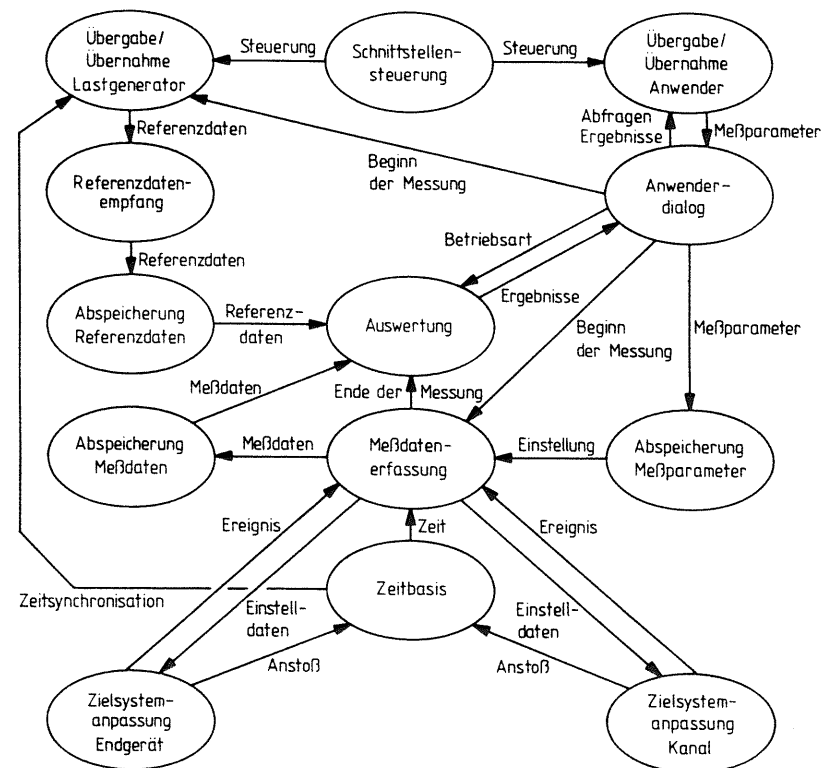 Übergabe/
Übernahme
Lastgenerator
Steuerung
Schnittstellen-
steuerung
Steuerung
Übergabe/
Übernahme
Anwender
Referenzdaten
Abfragen
Ergebnisse
Meßparameter
Beginn
der Messung
Referenzdaten-
empfang
Anwender-
dialog
Betriebsart
Referenzdaten
Ergebnisse
Abspeicherung
Referenzdaten
Referenz-
daten
Auswertung
Beginn
der Messung
Meßparameter
Meßdaten
Ende der Messung
Abspeicherung
Meßdaten
Meßdaten
Meßdaten-
erfassung
Einstellung
Abspeicherung
Meßparameter
Ereignis
Zeit
Ereignis
Zeitbasis
Zeitsynchronisation
Einstell-
daten
Einstell-
daten
Anstoß
Anstoß
Zielsystem-
anpassung
Endgerät
Zielsystem-
anpassung
Kanal